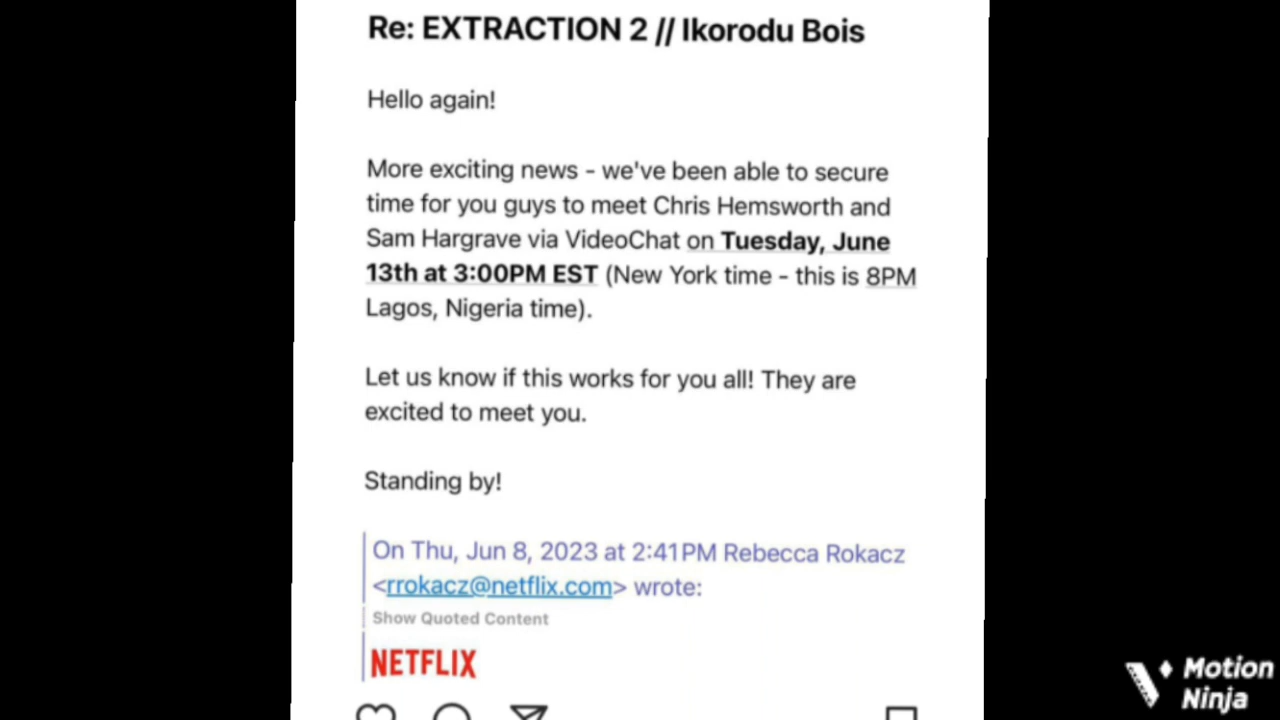 Re: EXTRACTION 2 // Ikorodu Bois
Hello again!
More exciting news - we've been able to secure
time for you guys to meet Chris Hemsworth and
Sam Hargrave via VideoChat on Tuesday, June
13th at 3:00PM EST (New York time - this is 8PM
Lagos, Nigeria time).
Let us know if this works for you all! They are
excited to meet you.
Standing by!
On Thu, Jun 8, 2023 at 2:41PM Rebecca Rokacz
<rrokacz@netflix.com> wrote:
Show Quoted Content
NETFLIX
Motion
Ninja